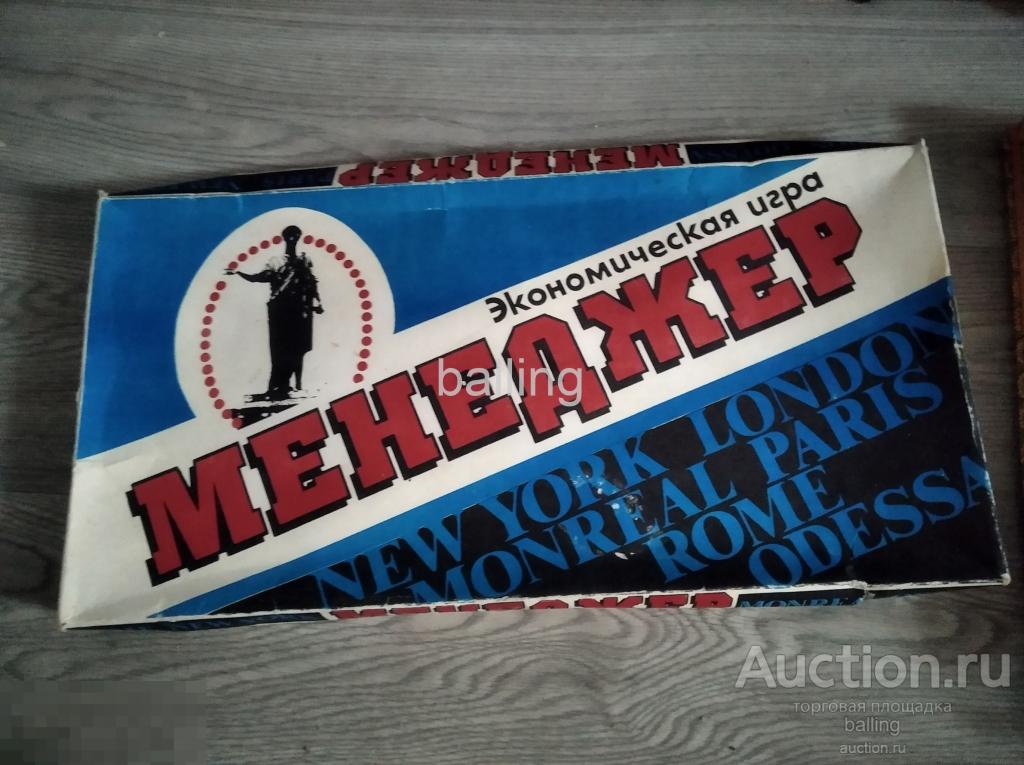 МЕНЕДЖЕР
Экономическая игра
МЕНЕДЖЕР
balling
NEW YORK LONDON
MONREAL PARIS
ROME
ODESSA
МЕНЕДЖЕР
Auction.ru
торговая площадка
balling
auction.ru